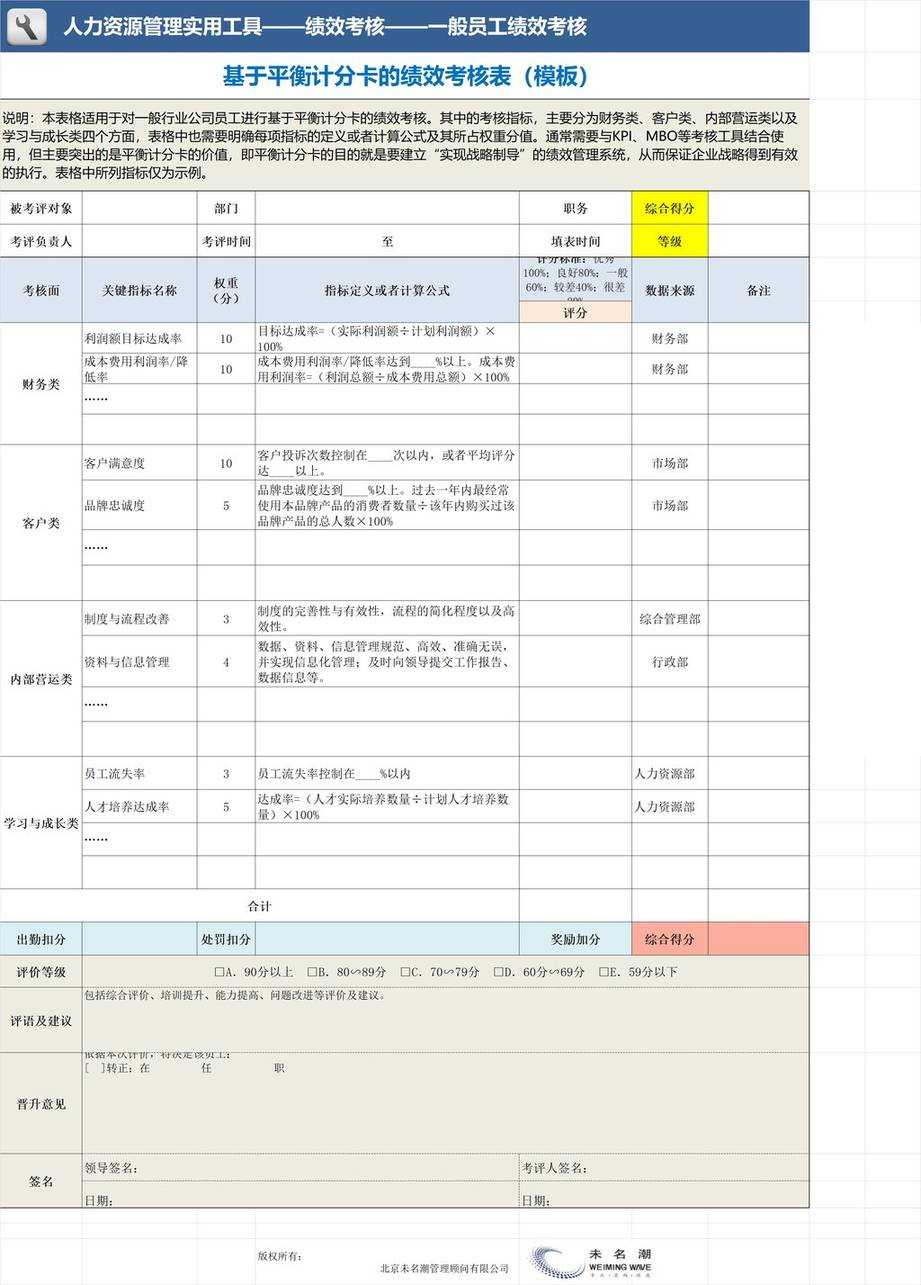 人力资源管理实用工具——绩效考核——一般员工绩效考核
基于平衡计分卡的绩效考核表（模板）
说明：本表格适用于对一般行业公司员工进行基于平衡计分卡的绩效考核。其中的考核指标，主要分为财务类、客户类、内部营运类以及
学习与成长类四个方面，表格中也需要明确每项指标的定义或者计算公式及其所占权重分值。通常需要与KPI、MBO等考核工具结合使
用，但主要突出的是平衡计分卡的价值，即平衡计分卡的目的就是要建立“实现战略制导”的绩效管理系统，从而保证企业战略得到有效
的执行。表格中所列指标仅为示例。
被考评对象 部门 职务 综合得分
考评负责人 考评时间 至 填表时间 等级
考核面 关键指标名称 权重（分） 指标定义或者计算公式 评分标准：优秀
100%；良好80%；一般
60%；较差40%；很差
20%
评分
数据来源 备注
财务类
利润额目标达成率 10 目标达成率=（实际利润额÷计划利润额）×
100%
财务部
成本费用利润率/降
低率
10 成本费用利润率/降低率达到____%以上。成本费
用利润率=（利润总额÷成本费用总额）×100%
财务部
……
客户类
客户满意度 10 客户投诉次数控制在____次以内，或者平均评分
达____以上。
市场部
品牌忠诚度 5 品牌忠诚度达到____%以上。过去一年内最经常
使用本品牌产品的消费者数量÷该年内购买过该
品牌产品的总人数×100%
市场部
……
内部营运类
制度与流程改善 3 制度的完善性与有效性，流程的简化程度以及高
效性。
综合管理部
资料与信息管理 4 数据、资料、信息管理规范、高效、准确无误，
并实现信息化管理；及时向领导提交工作报告、
数据信息等。
行政部
……
学习与成长类
员工流失率 3 员工流失率控制在____%以内 人力资源部
人才培养达成率 5 达成率=（人才实际培养数量÷计划人才培养数
量）×100%
人力资源部
……
合计
出勤扣分 处罚扣分 奖励加分 综合得分
评价等级 □A．90分以上 □B．80∽89分 □C．70∽79分 □D．60分∽69分 □E．59分以下
评语及建议 包括综合评价、培训提升、能力提高、问题改进等评价及建议。
晋升意见 依据本次评价，特决定该员工：
[ ]转正：在 任 职
签名
领导签名： 考评人签名：
日期： 日期：
版权所有：
北京未名潮管理顾问有限公司
未名潮
WEIMING WAVE